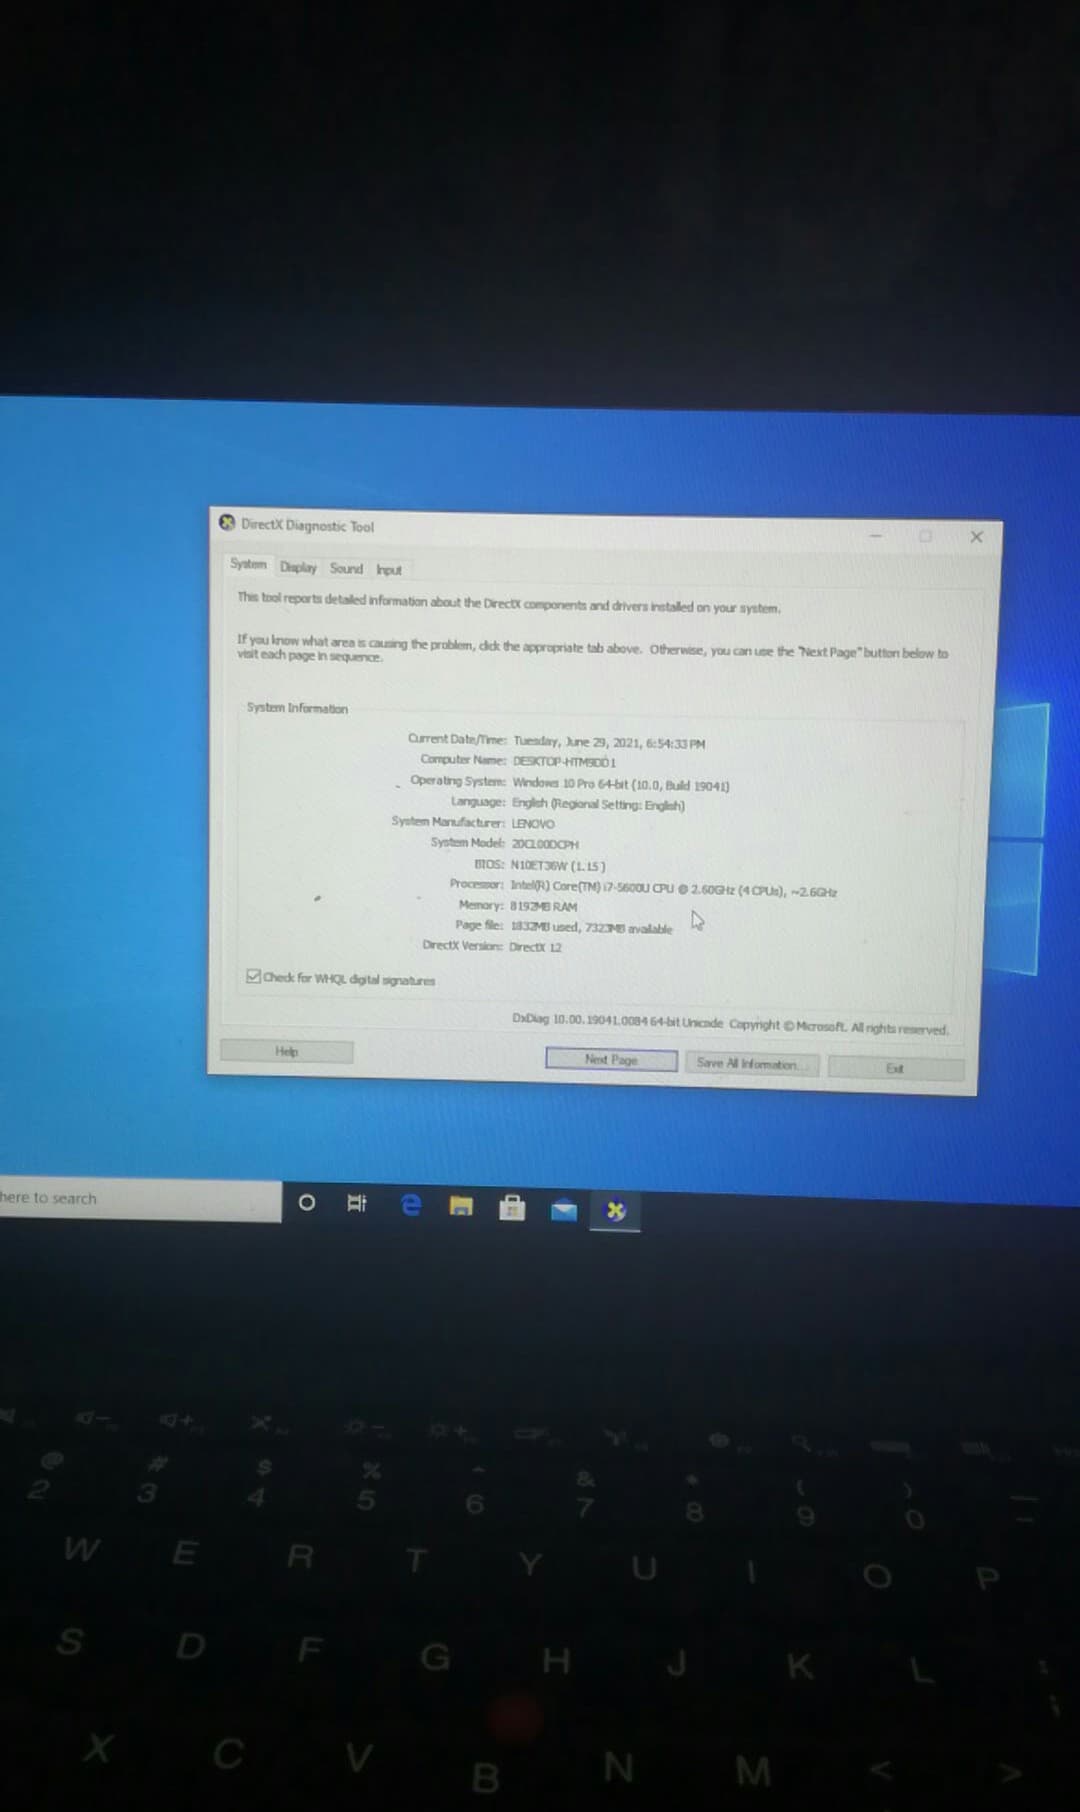 DirectX Diagnostic Tool
System Display Sound Input
This tool reports detailed information about the DirectX components and drivers installed on your system.
If you know what area is causing the problem, click the appropriate tab above. Otherwise, you can use the "Next Page" button below to
visit each page in sequence.
System Information
Current Date/Time: Tuesday, June 29, 2021, 6:54:33 PM
Computer Name:
Operating System: Windows 10 Pro 64-bit (10.0, Build 19041)
Language: English (Regional Setting: English)
System Manufacturer: LENOVO
System Model: 20CL00DCPH
BIOS: N10ET36W (1.15)
Processor: Intel(R) Core(TM) i7-5600U CPU @ 2.60GHz (4 CPUs), ~2.6GHz
Memory: 8192MB RAM
Page file: 1832MB used, 7323MB available
DirectX Version: DirectX 12
Check for WHQL digital signatures
DxDiag 10.00.19041.0084 64-bit Unicode Copyright © Microsoft. All rights reserved.
Help Next Page Save All Information... Exit
here to search
@ # $ % ^ & * ( )
2 3 4 5 6 7 8 9 0
W E R T Y U I O P
S D F G H J K L
X C V B N M < >